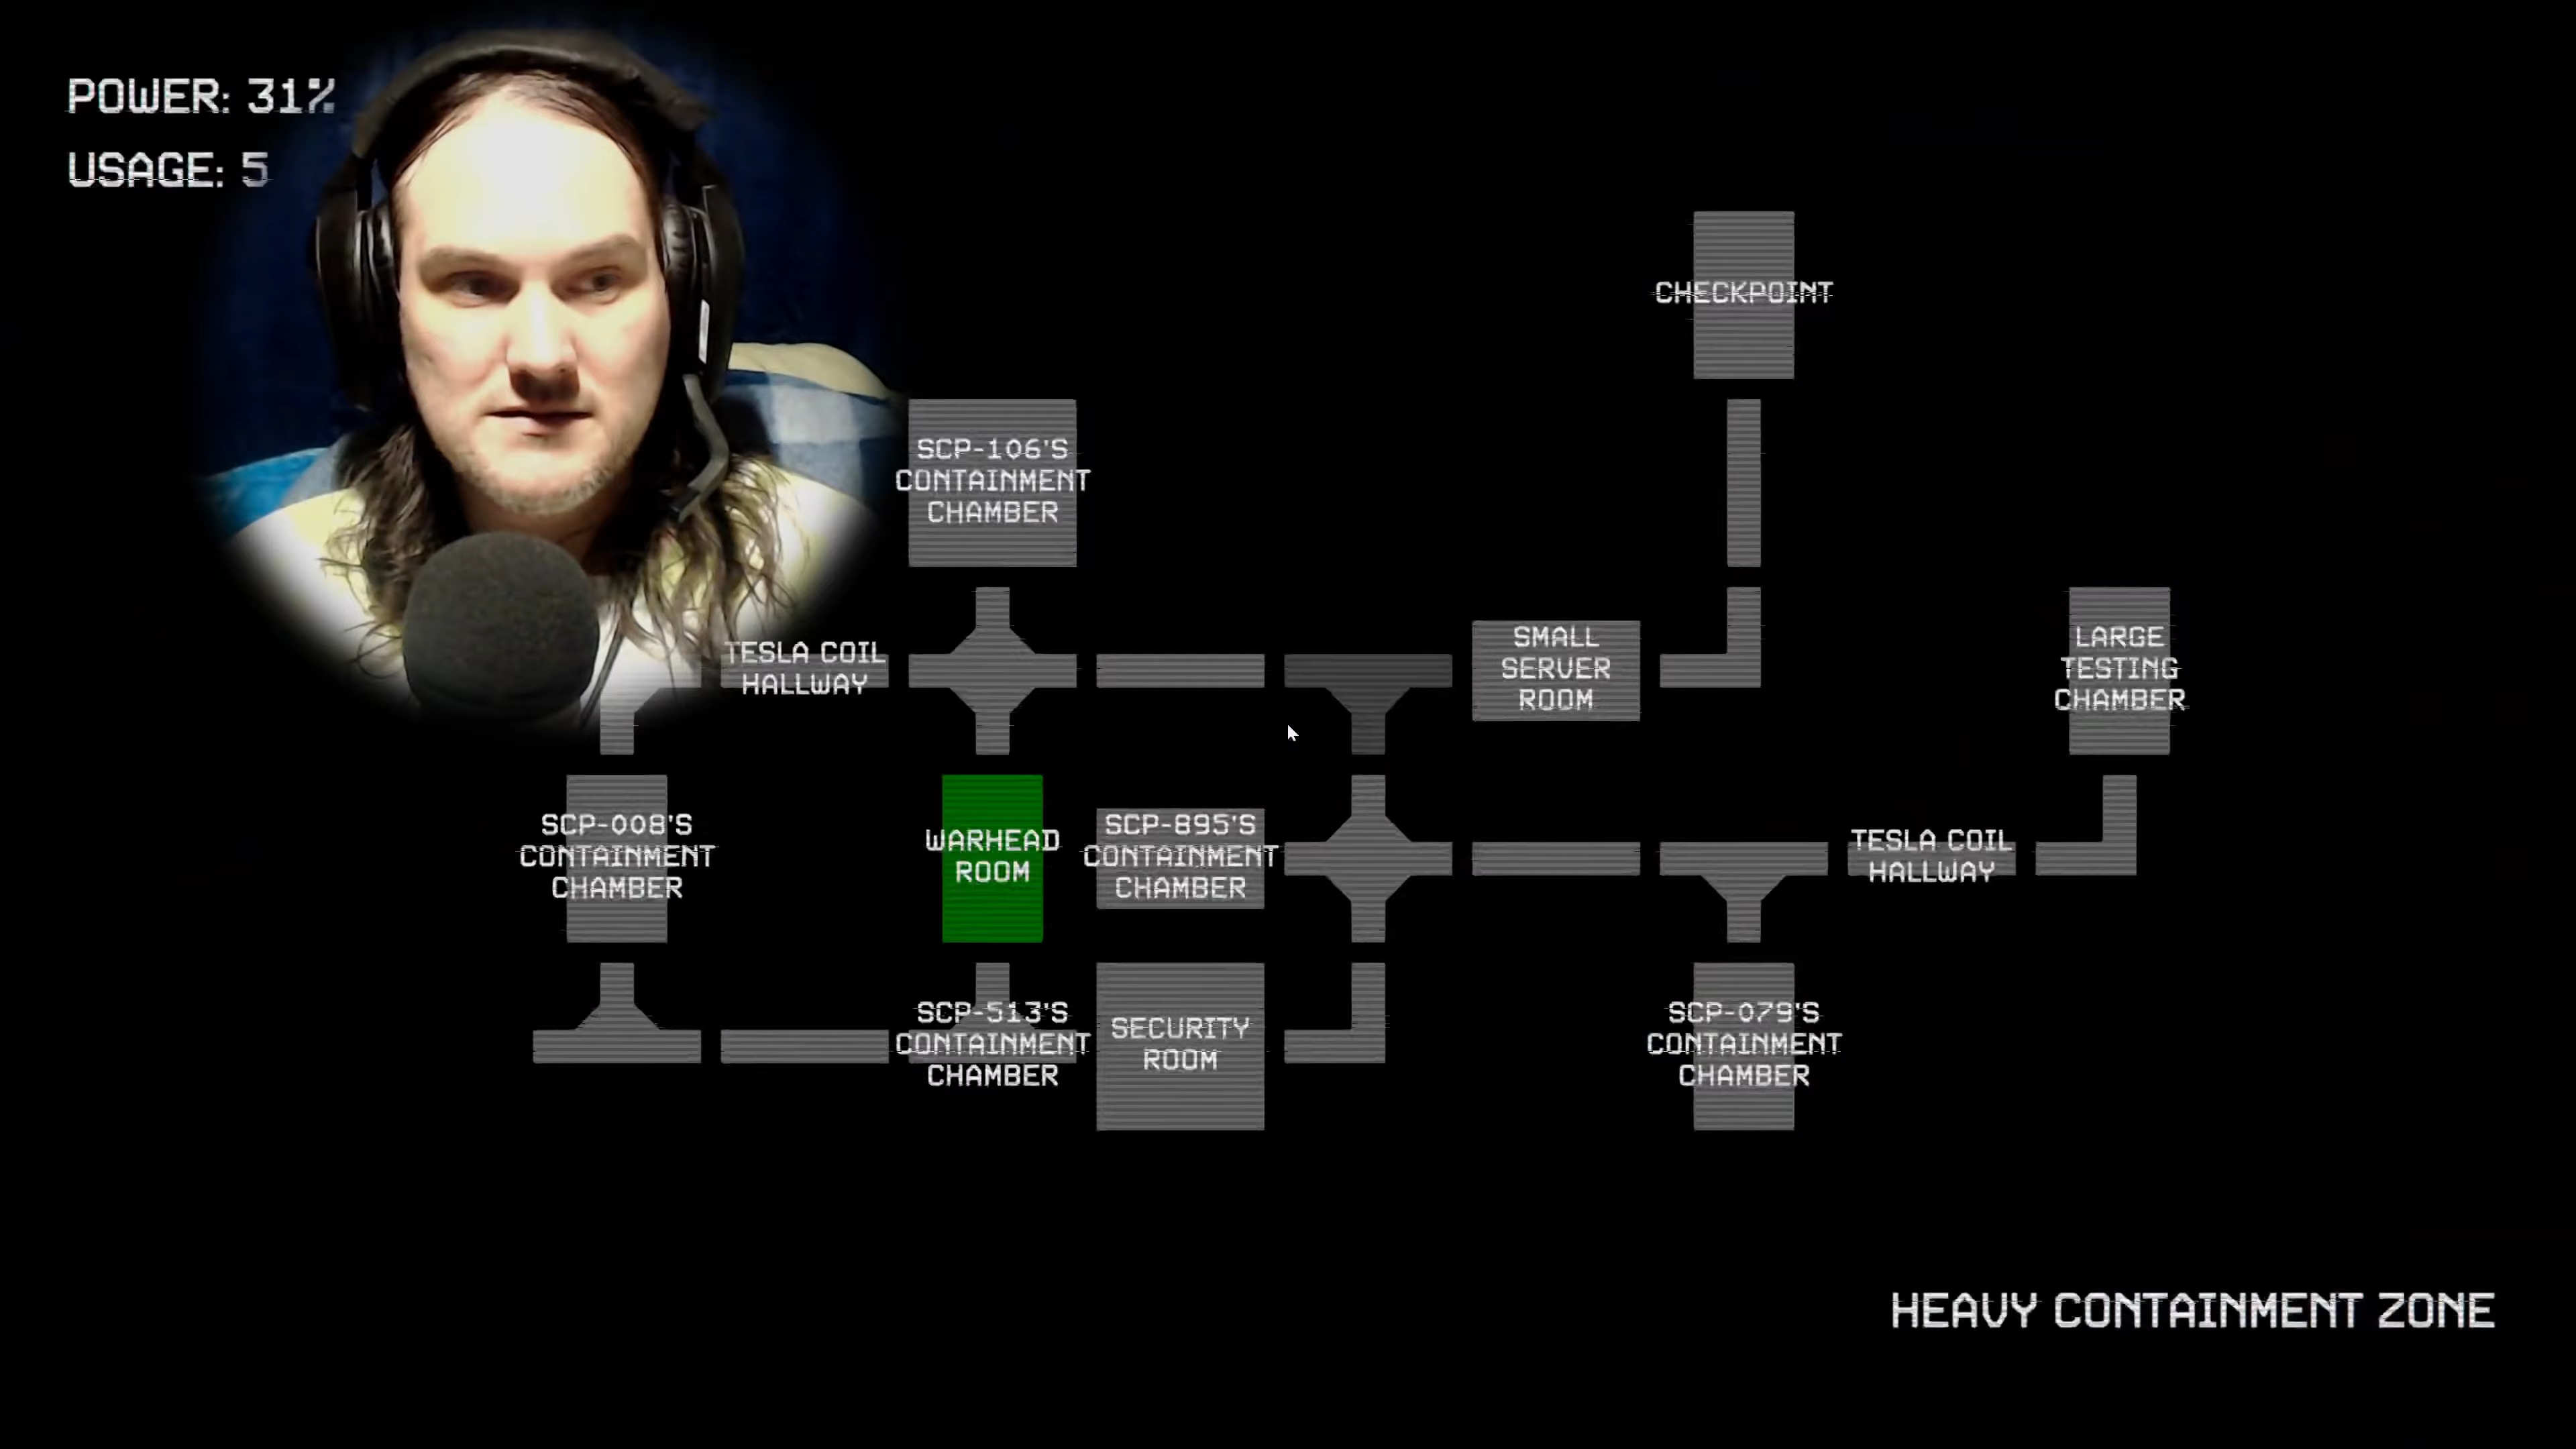 POWER: 31%
USAGE: 5
CHECKPOINT
SCP-106'S
CONTAINMENT
CHAMBER
TESLA COIL
HALLWAY
SMALL
SERVER
ROOM
LARGE
TESTING
CHAMBER
SCP-008'S
CONTAINMENT
CHAMBER
WARHEAD
ROOM
SCP-895'S
CONTAINMENT
CHAMBER
TESLA COIL
HALLWAY
SCP-513'S
CONTAINMENT
CHAMBER
SECURITY
ROOM
SCP-079'S
CONTAINMENT
CHAMBER
HEAVY CONTAINMENT ZONE